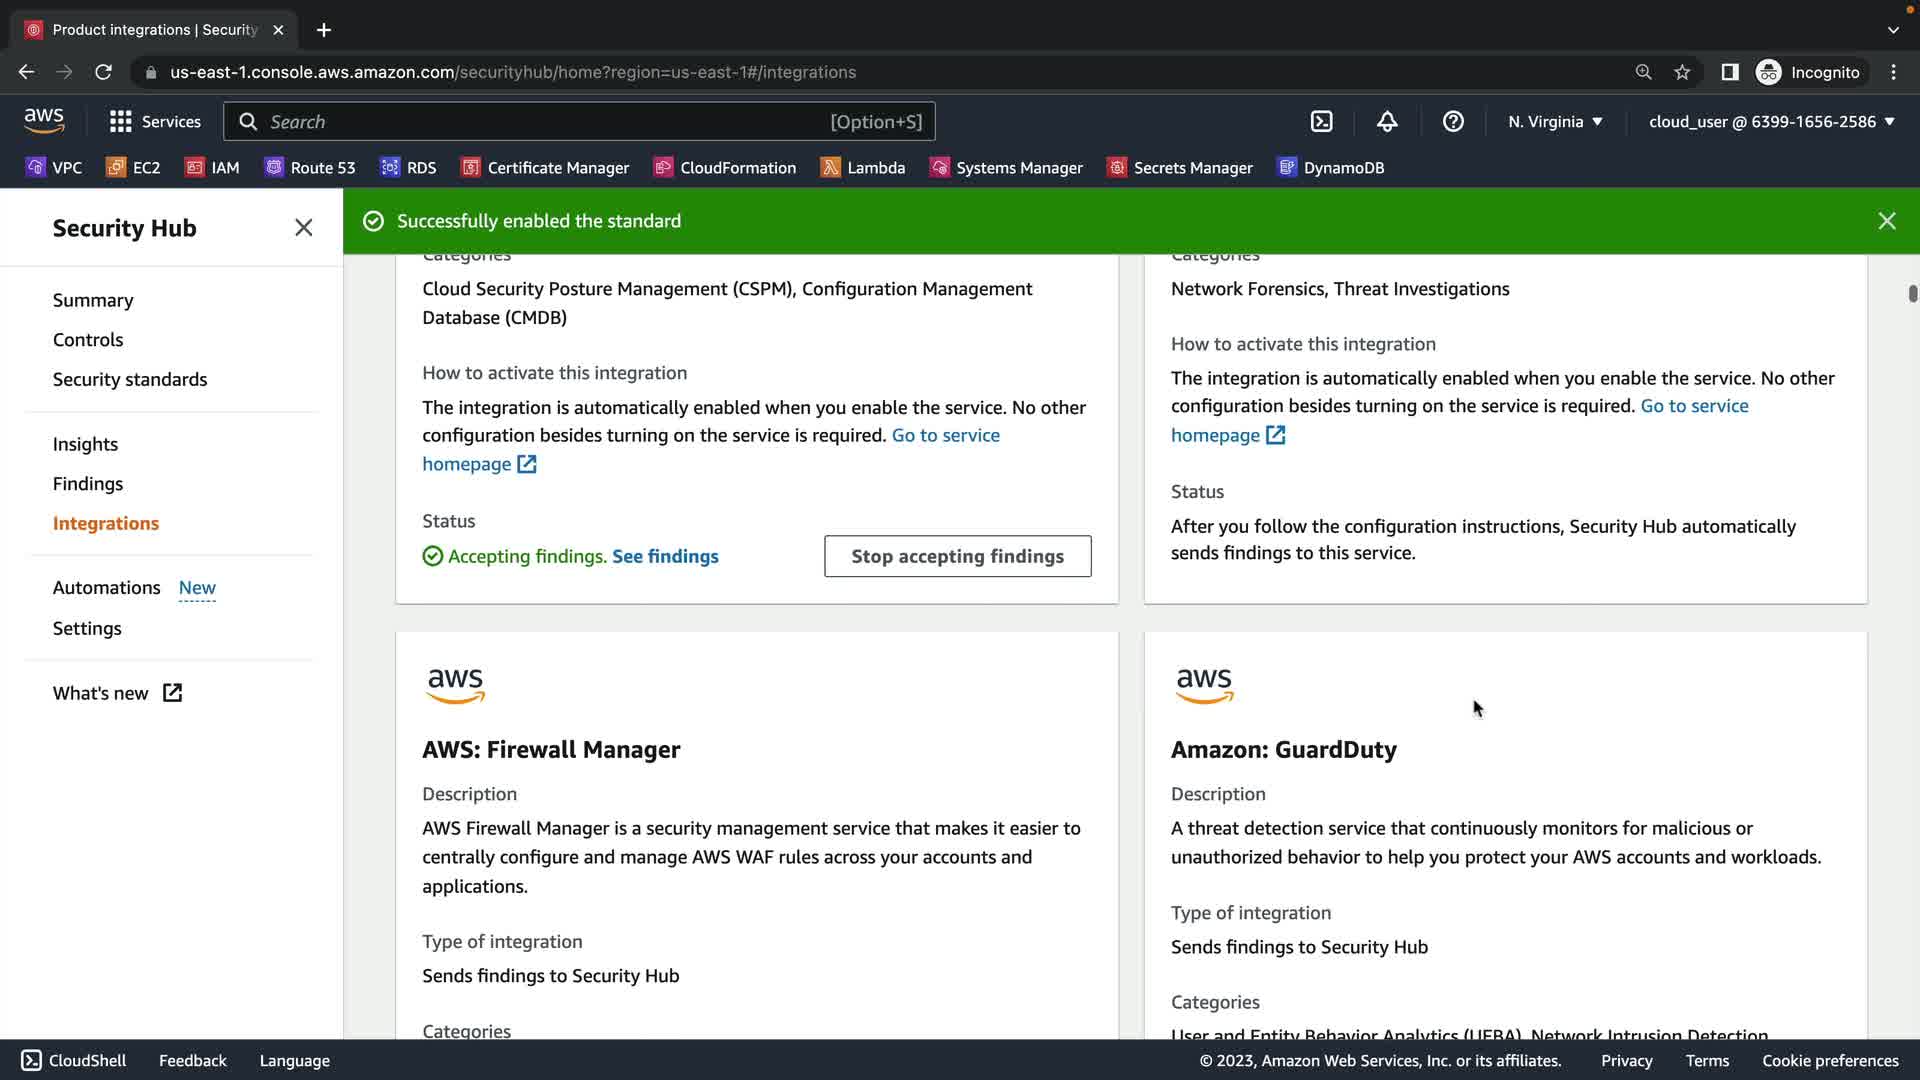 Product integrations | Security
us-east-1.console.aws.amazon.com/securityhub/home?region=us-east-1#/integrations
Incognito
aws
Services
Search
[Option+S]
N. Virginia
cloud_user @ 6399-1656-2586
VPC
EC2
IAM
Route 53
RDS
Certificate Manager
CloudFormation
Lambda
Systems Manager
Secrets Manager
DynamoDB
Security Hub
Successfully enabled the standard
Summary
Controls
Security standards
Insights
Findings
Integrations
Automations New
Settings
What's new
Categories
Cloud Security Posture Management (CSPM), Configuration Management
Database (CMDB)
How to activate this integration
The integration is automatically enabled when you enable the service. No other
configuration besides turning on the service is required. Go to service
homepage
Status
Accepting findings. See findings
Stop accepting findings
Categories
Network Forensics, Threat Investigations
How to activate this integration
The integration is automatically enabled when you enable the service. No other
configuration besides turning on the service is required. Go to service
homepage
Status
After you follow the configuration instructions, Security Hub automatically
sends findings to this service.
aws
AWS: Firewall Manager
Description
AWS Firewall Manager is a security management service that makes it easier to
centrally configure and manage AWS WAF rules across your accounts and
applications.
Type of integration
Sends findings to Security Hub
Categories
aws
Amazon: GuardDuty
Description
A threat detection service that continuously monitors for malicious or
unauthorized behavior to help you protect your AWS accounts and workloads.
Type of integration
Sends findings to Security Hub
Categories
User and Entity Behavior Analytics (UEBA), Network Intrusion Detection
CloudShell
Feedback
Language
© 2023, Amazon Web Services, Inc. or its affiliates.
Privacy
Terms
Cookie preferences